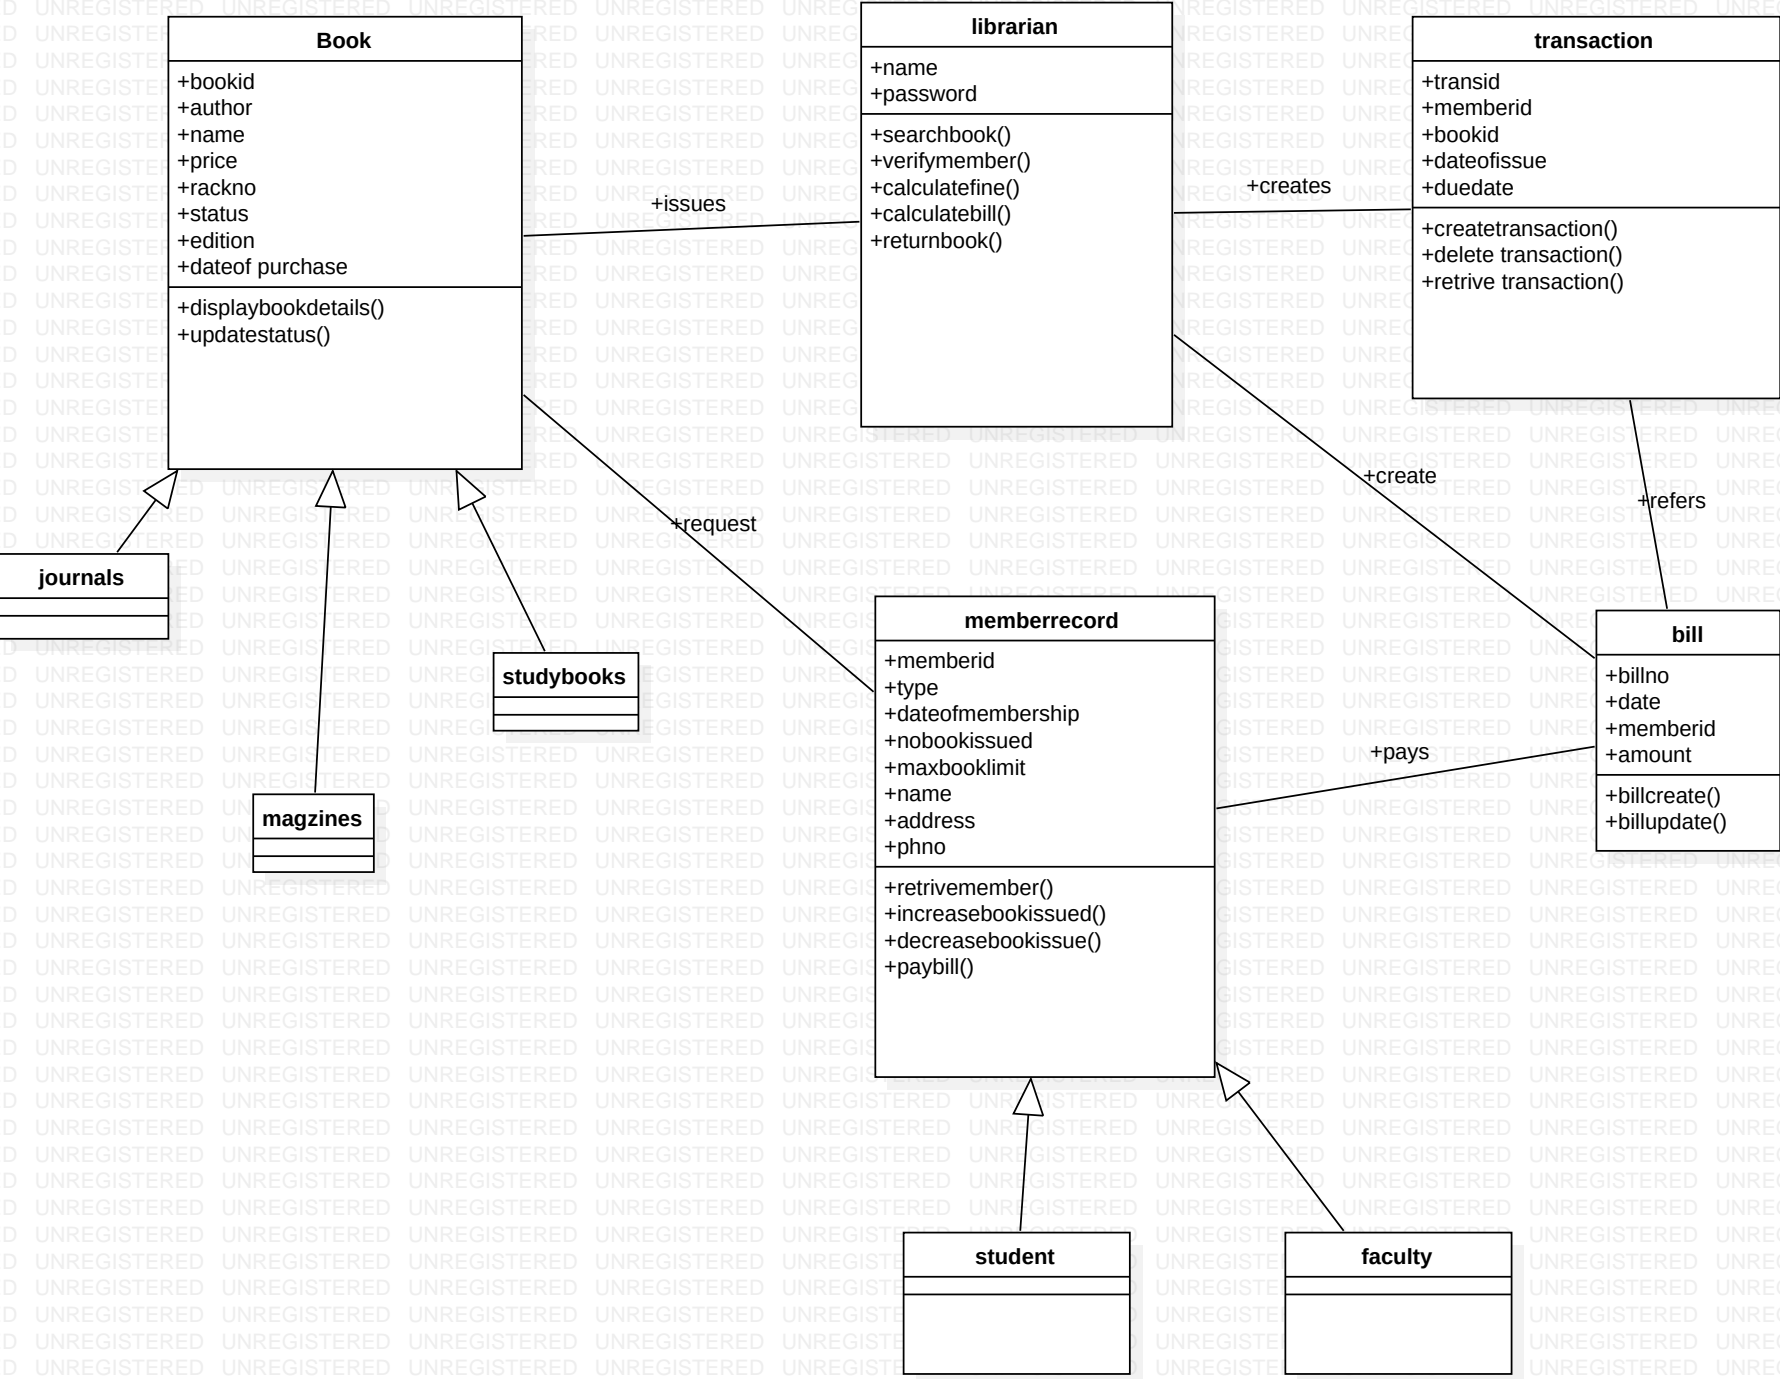 Book
+bookid
+author
+name
+price
+rackno
+status
+edition
+dateof purchase
+displaybookdetails()
+updatestatus()
librarian
+name
+password
+searchbook()
+verifymember()
+calculatefine()
+calculatebill()
+returnbook()
transaction
+transid
+memberid
+bookid
+dateofissue
+duedate
+createtransaction()
+delete transaction()
+retrive transaction()
+issues
+creates
+create
+refers
+request
journals
studybooks
magzines
memberrecord
+memberid
+type
+dateofmembership
+nobookissued
+maxbooklimit
+name
+address
+phno
+retrivemember()
+increasebookissued()
+decreasebookissue()
+paybill()
+pays
bill
+billno
+date
+memberid
+amount
+billcreate()
+billupdate()
student
faculty
UNREGISTERED